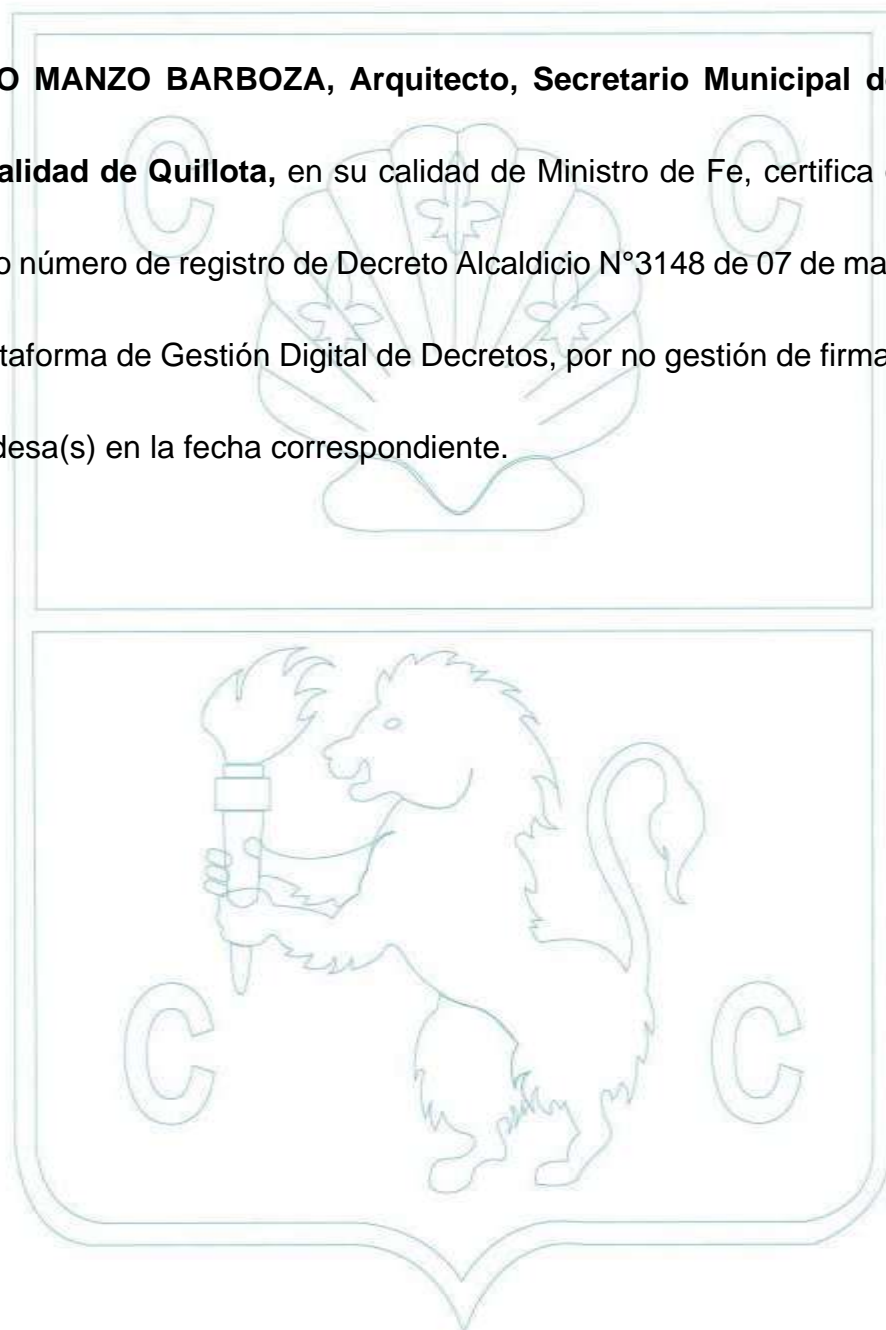 O MANZO BARBOZA, Arquitecto, Secretario Municipal d
alidad de Quillota, en su calidad de Ministro de Fe, certifica
o número de registro de Decreto Alcaldicio N°3148 de 07 de ma
taforma de Gestión Digital de Decretos, por no gestión de firma
desa(s) en la fecha correspondiente.
C C
C C